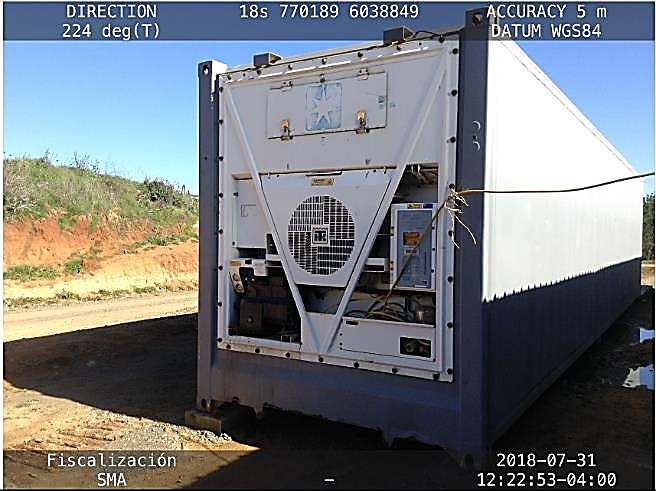 DIRECTION
224 deg(T)
18s 770189 6038849
ACCURACY 5 m
DATUM WGS84
Fiscalización
SMA
–
2018-07-31
12:22:53-04:00